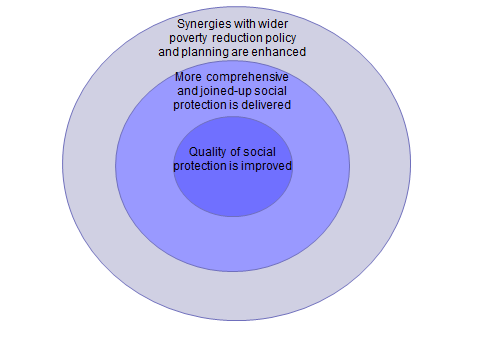 Synergies with wider
poverty reduction policy
and planning are enhanced
More comprehensive
and joined-up social
protection is delivered
Quality of social
protection is improved